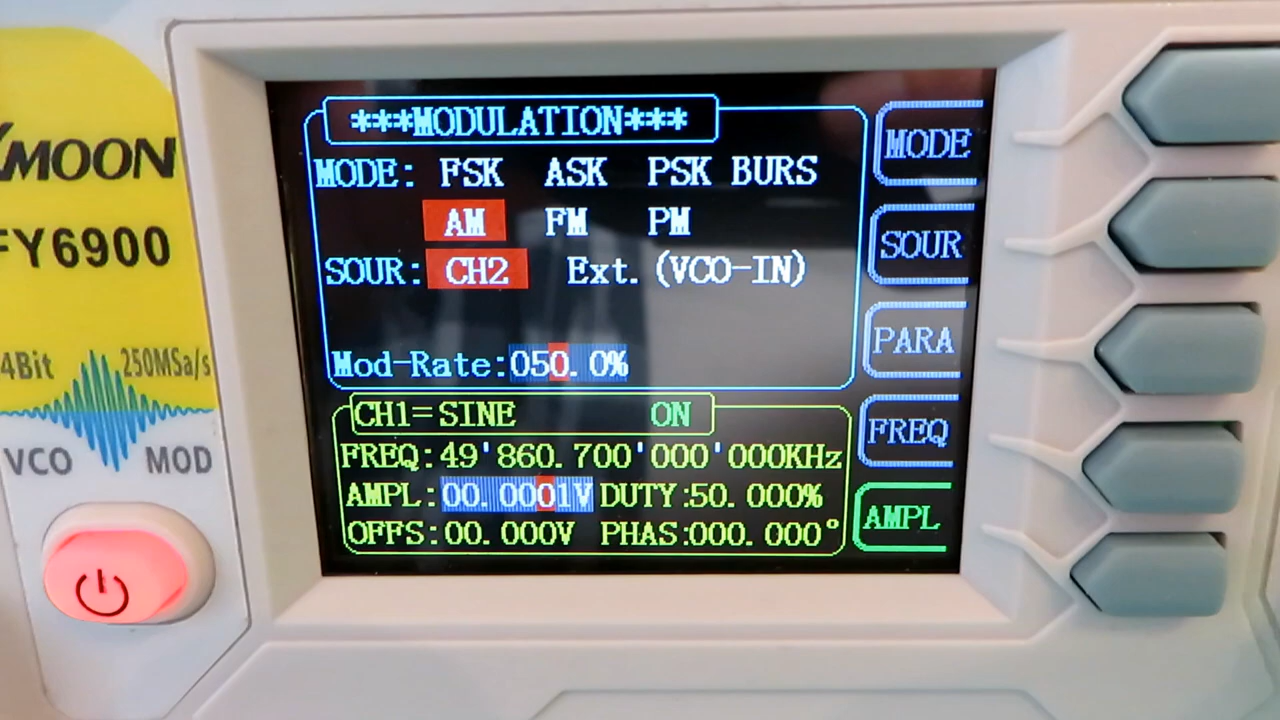 ***MODULATION***
MODE: FSK ASK PSK BURS
AM FM PM
SOUR: CH2 Ext. (VCO-IN)
Mod-Rate:050.0%
CH1=SINE ON
FREQ:49'860.700'000'000KHz
AMPL:00.0001V DUTY:50.000%
OFFS:00.000V PHAS:000.000°
MODE
SOUR
PARA
FREQ
AMPL
MOON
FY6900
4Bit 250MSa/s
VCO MOD